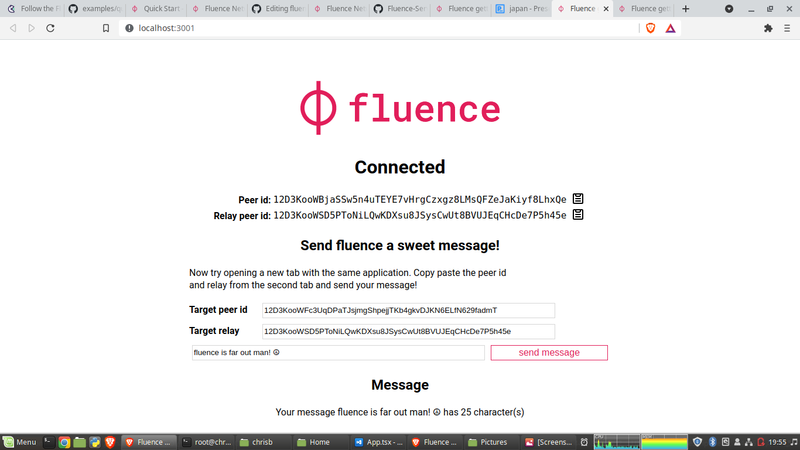 Follow the F
examples/q
Quick Start
Fluence Net
Editing fluen
Fluence Net
Fluence-Ser
Fluence get
japan - Pres
Fluence
Fluence get
localhost:3001
fluence
Connected
Peer id: 12D3KooWBjaSSw5n4uTEYE7vHrgCzxgz8LMsQFZeJaKiyf8LhxQe
Relay peer id: 12D3KooWSD5PToNiLQwKDXsu8JSysCwUt8BVUJEqCHcDe7P5h45e
Send fluence a sweet message!
Now try opening a new tab with the same application. Copy paste the peer id
and relay from the second tab and send your message!
Target peer id 12D3KooWFc3UqDPaTJsjmgShpejjTKb4gkvDJKN6ELfN629fadmT
Target relay 12D3KooWSD5PToNiLQwKDXsu8JSysCwUt8BVUJEqCHcDe7P5h45e
fluence is far out man! ☮ send message
Message
Your message fluence is far out man! ☮ has 25 character(s)
Menu Fluence ... root@chr... chrisb Home App.tsx - ... Fluence ... Pictures [Screens... 19:55